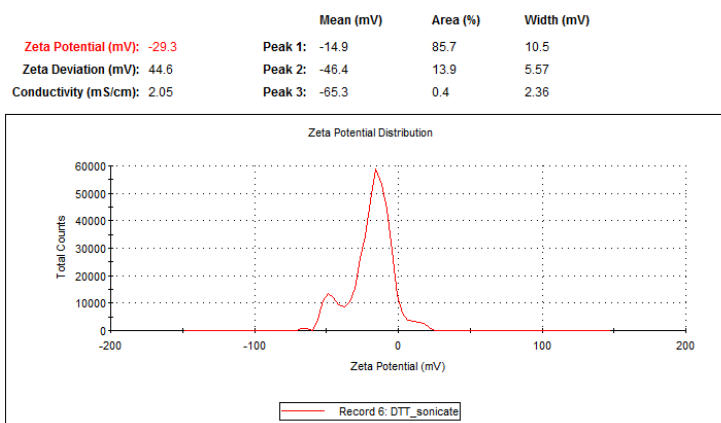 Mean (mV) Area (%) Width (mV)
Zeta Potential (mV): -29.3 Peak 1: -14.9 85.7 10.5
Zeta Deviation (mV): 44.6 Peak 2: -46.4 13.9 5.57
Conductivity (mS/cm): 2.05 Peak 3: -65.3 0.4 2.36
Zeta Potential Distribution
Total Counts
60000
50000
40000
30000
20000
10000
0
-200 -100 0 100 200
Zeta Potential (mV)
Record 6: DTT_sonicate